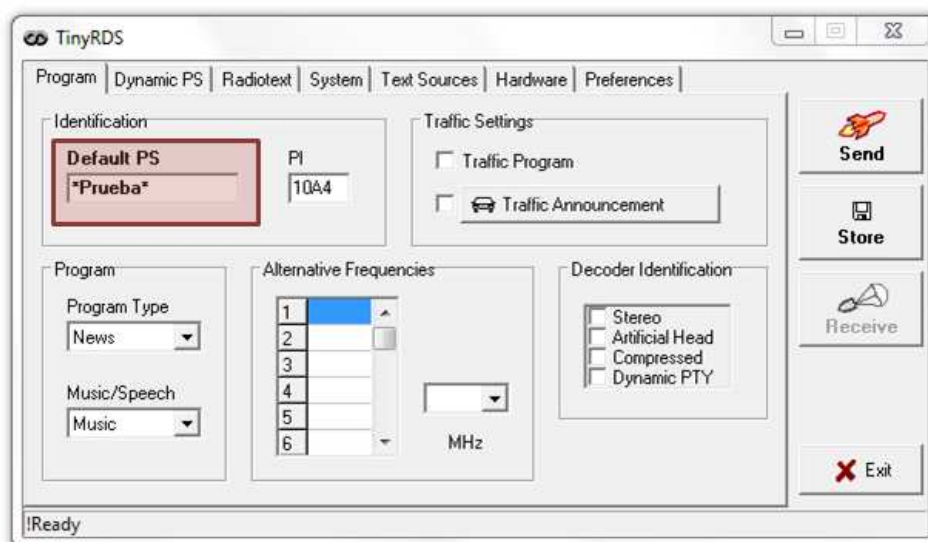 TinyRDS
Program Dynamic PS Radiotext System Text Sources Hardware Preferences
Identification
Default PS
*Prueba*
PI
10A4
Traffic Settings
Traffic Program
Traffic Announcement
Send
Store
Receive
Program
Program Type
News
Music/Speech
Music
Alternative Frequencies
1
2
3
4
5
6
MHz
Decoder Identification
Stereo
Artificial Head
Compressed
Dynamic PTY
Exit
!Ready